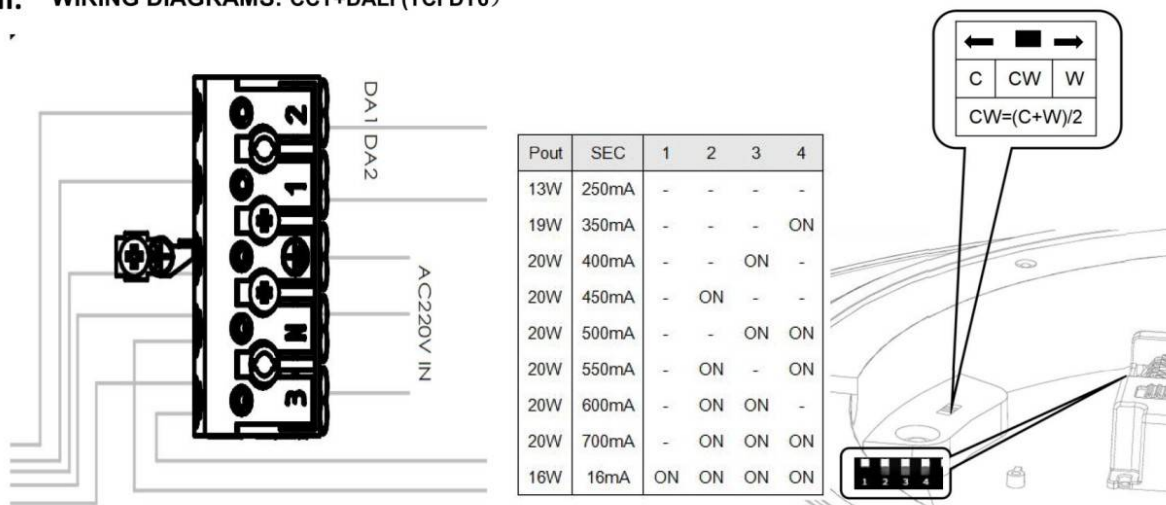 WIRING DIAGRAMS: CCT+DALI (TCI DT6）
2
1
N
3
DA1 DA2
AC220V IN
Pout SEC 1 2 3 4
13W 250mA - - - -
19W 350mA - - - ON
20W 400mA - - ON -
20W 450mA - ON - -
20W 500mA - - ON ON
20W 550mA - ON - ON
20W 600mA - ON ON -
20W 700mA - ON ON ON
16W 16mA ON ON ON ON
C CW W
CW=(C+W)/2
1 2 3 4